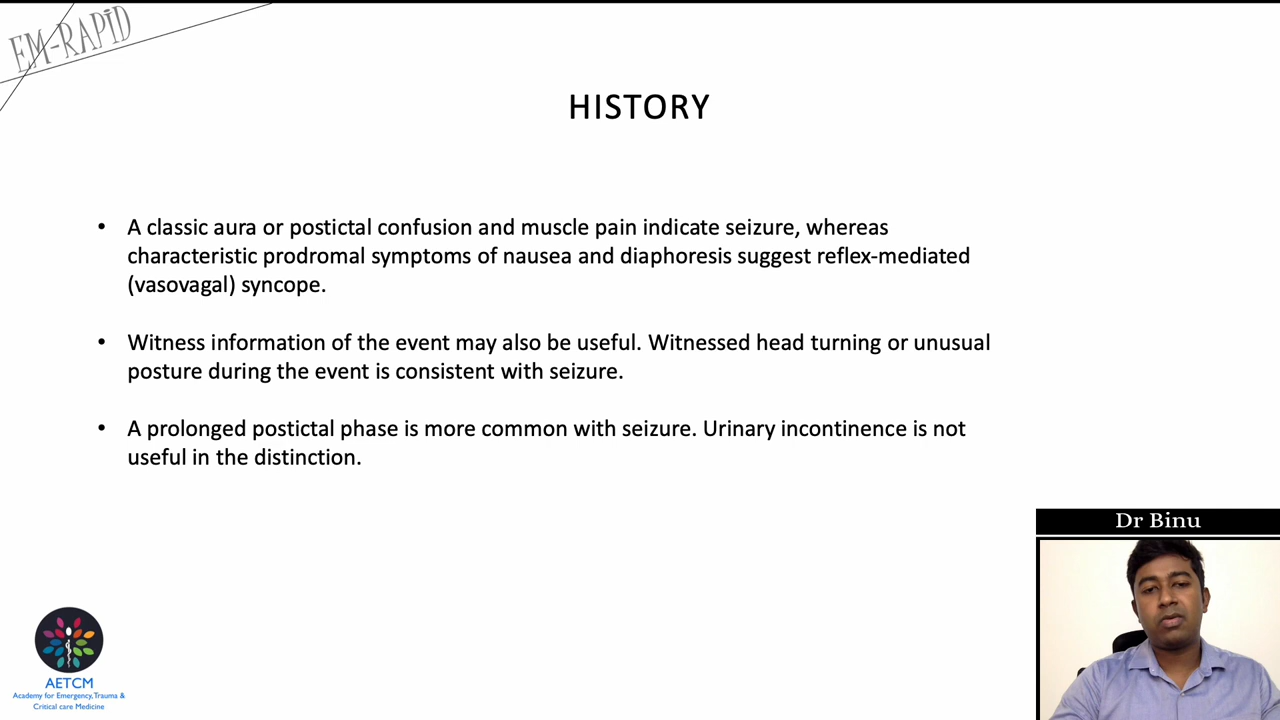 EM-RAPiD
HISTORY
• A classic aura or postictal confusion and muscle pain indicate seizure, whereas
characteristic prodromal symptoms of nausea and diaphoresis suggest reflex-mediated
(vasovagal) syncope.
• Witness information of the event may also be useful. Witnessed head turning or unusual
posture during the event is consistent with seizure.
• A prolonged postictal phase is more common with seizure. Urinary incontinence is not
useful in the distinction.
Dr Binu
AETCM
Academy for Emergency,Trauma &
Critical care Medicine